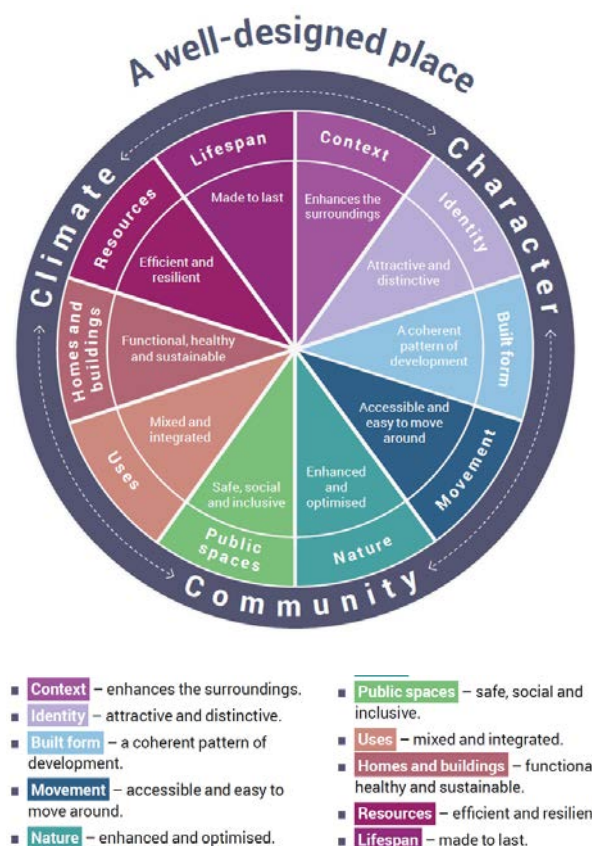 A well-designed place
Climate
Character
Community
Lifespan
Made to last
Context
Enhances the
surroundings
Identity
Attractive and
distinctive
Built form
A coherent
pattern of
development
Movement
Accessible and
easy to move
around
Nature
Enhanced
and
optimised
Public
spaces
Safe, social
and inclusive
Uses
Mixed and
integrated
Homes and
buildings
Functional, healthy
and sustainable
Resources
Efficient and
resilient
Context – enhances the surroundings.
Identity – attractive and distinctive.
Built form – a coherent pattern of
development.
Movement – accessible and easy to
move around.
Nature – enhanced and optimised.
Public spaces – safe, social and
inclusive.
Uses – mixed and integrated.
Homes and buildings – functiona
healthy and sustainable.
Resources – efficient and resilien
Lifespan – made to last.